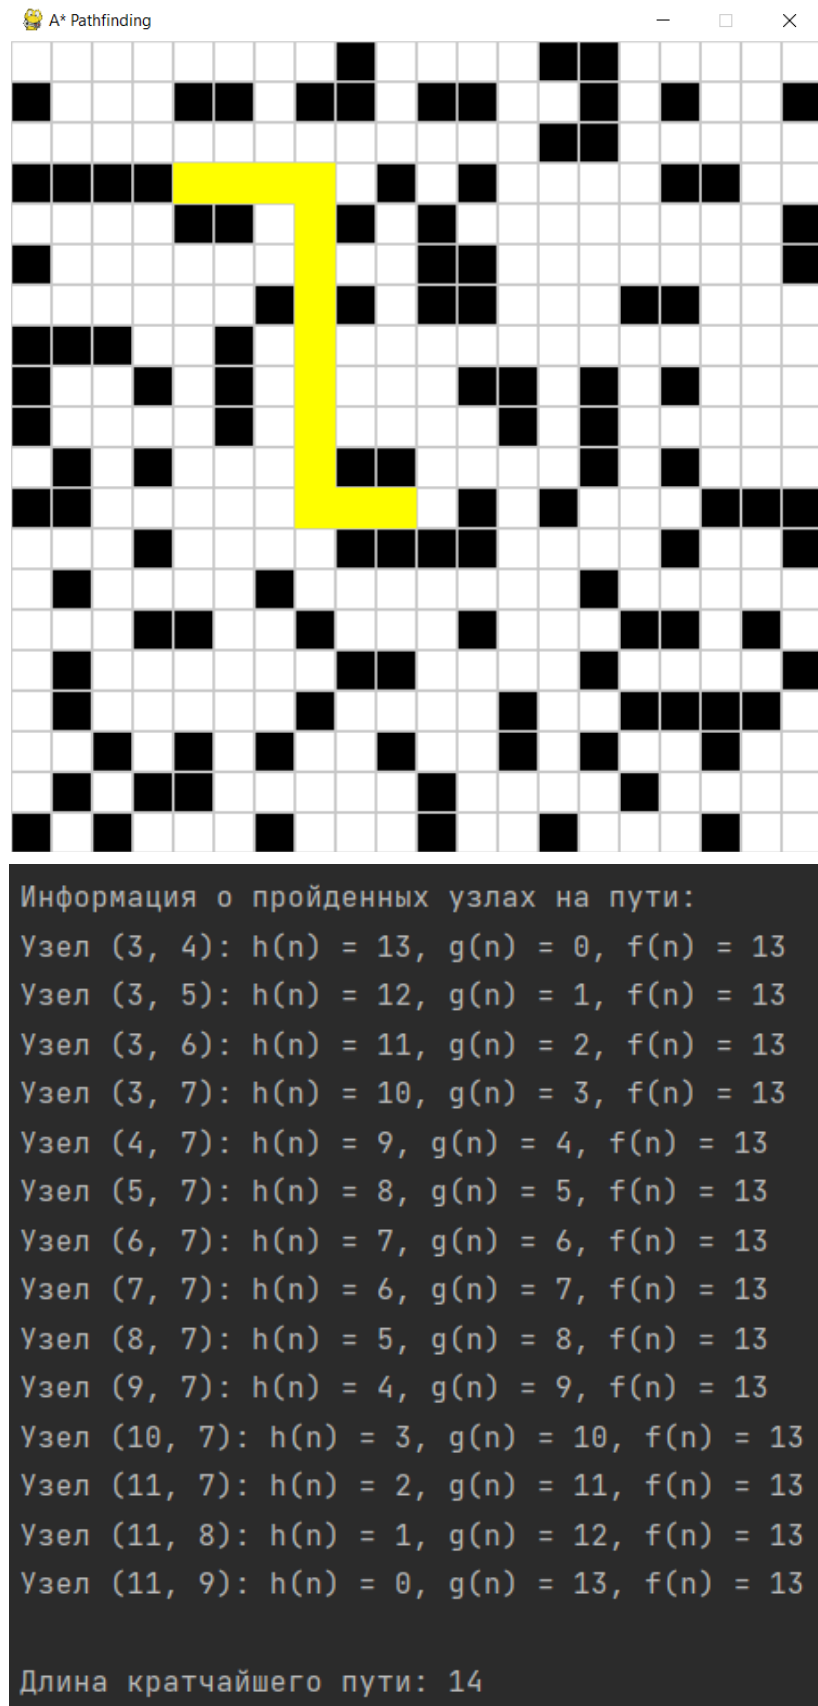 A* Pathfinding
Информация о пройденных узлах на пути:
Узел (3, 4): h(n) = 13, g(n) = 0, f(n) = 13
Узел (3, 5): h(n) = 12, g(n) = 1, f(n) = 13
Узел (3, 6): h(n) = 11, g(n) = 2, f(n) = 13
Узел (3, 7): h(n) = 10, g(n) = 3, f(n) = 13
Узел (4, 7): h(n) = 9, g(n) = 4, f(n) = 13
Узел (5, 7): h(n) = 8, g(n) = 5, f(n) = 13
Узел (6, 7): h(n) = 7, g(n) = 6, f(n) = 13
Узел (7, 7): h(n) = 6, g(n) = 7, f(n) = 13
Узел (8, 7): h(n) = 5, g(n) = 8, f(n) = 13
Узел (9, 7): h(n) = 4, g(n) = 9, f(n) = 13
Узел (10, 7): h(n) = 3, g(n) = 10, f(n) = 13
Узел (11, 7): h(n) = 2, g(n) = 11, f(n) = 13
Узел (11, 8): h(n) = 1, g(n) = 12, f(n) = 13
Узел (11, 9): h(n) = 0, g(n) = 13, f(n) = 13
Длина кратчайшего пути: 14